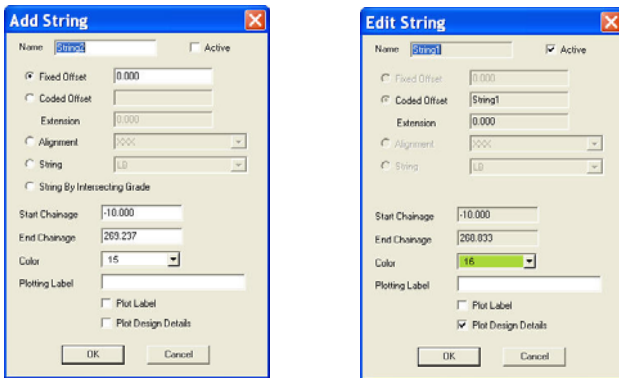 Add String
Name String2 Active
Fixed Offset 0.000
Coded Offset
Extension 0.000
Alignment XXX
String LB
String By Intersecting Grade
Start Chainage -10.000
End Chainage 269.237
Color 15
Plotting Label
Plot Label
Plot Design Details
OK Cancel
Edit String
Name String1 Active
Fixed Offset 0.000
Coded Offset String1
Extension 0.000
Alignment XXX
String LB
Start Chainage -10.000
End Chainage 268.833
Color 16
Plotting Label
Plot Label
Plot Design Details
OK Cancel